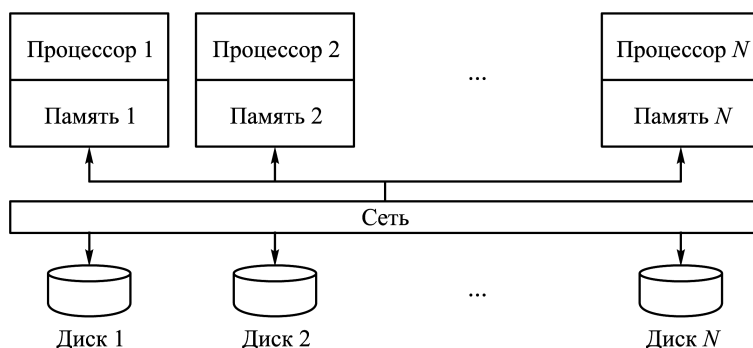 Процессор 1 Процессор 2 ... Процессор N
Память 1 Память 2 Память N
Сеть
...
Диск 1 Диск 2 Диск N